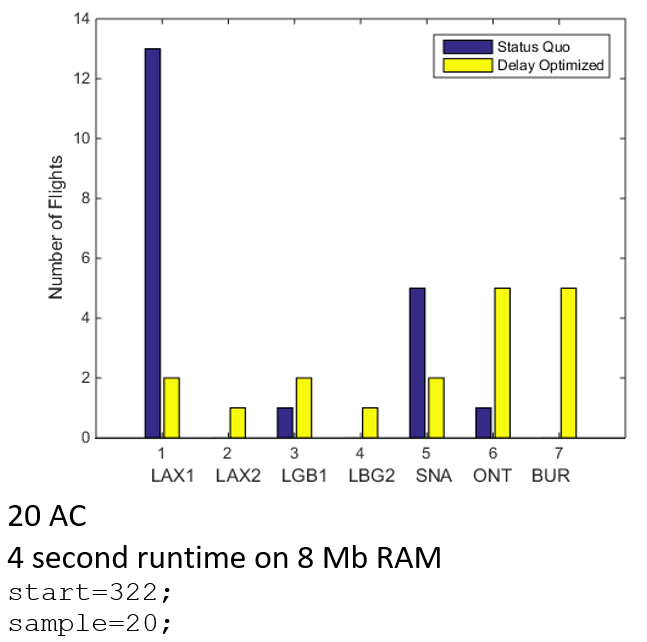 14
Status Quo
Delay Optimized
12
10
8
6
4
2
0
Number of Flights
1 2 3 4 5 6 7
LAX1 LAX2 LGB1 LBG2 SNA ONT BUR
20 AC
4 second runtime on 8 Mb RAM
start=322;
sample=20;